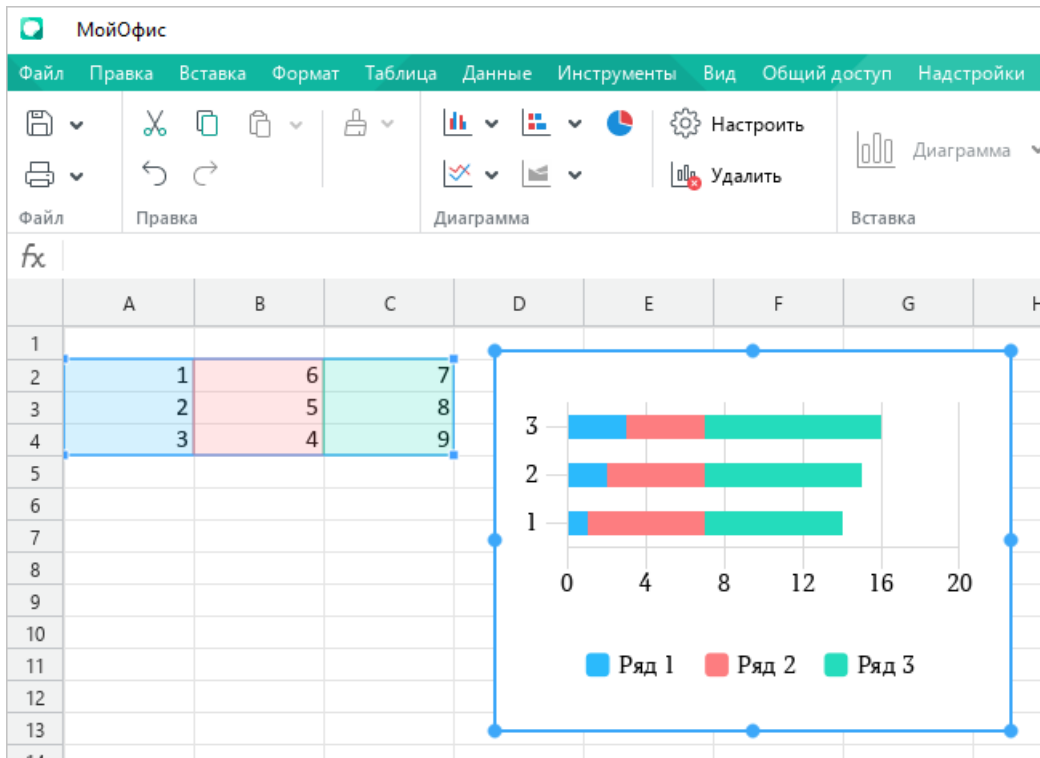 МойОфис
Файл Правка Вставка Формат Таблица Данные Инструменты Вид Общий доступ Надстройки
Настроить
Диаграмма
Удалить
Файл Правка Диаграмма Вставка
fx
A B C D E F G H
1
2 1 6 7
3 2 5 8
4 3 4 9
5
6
7
8
9
10
11
12
13
14
3
2
1
0 4 8 12 16 20
Ряд 1 Ряд 2 Ряд 3